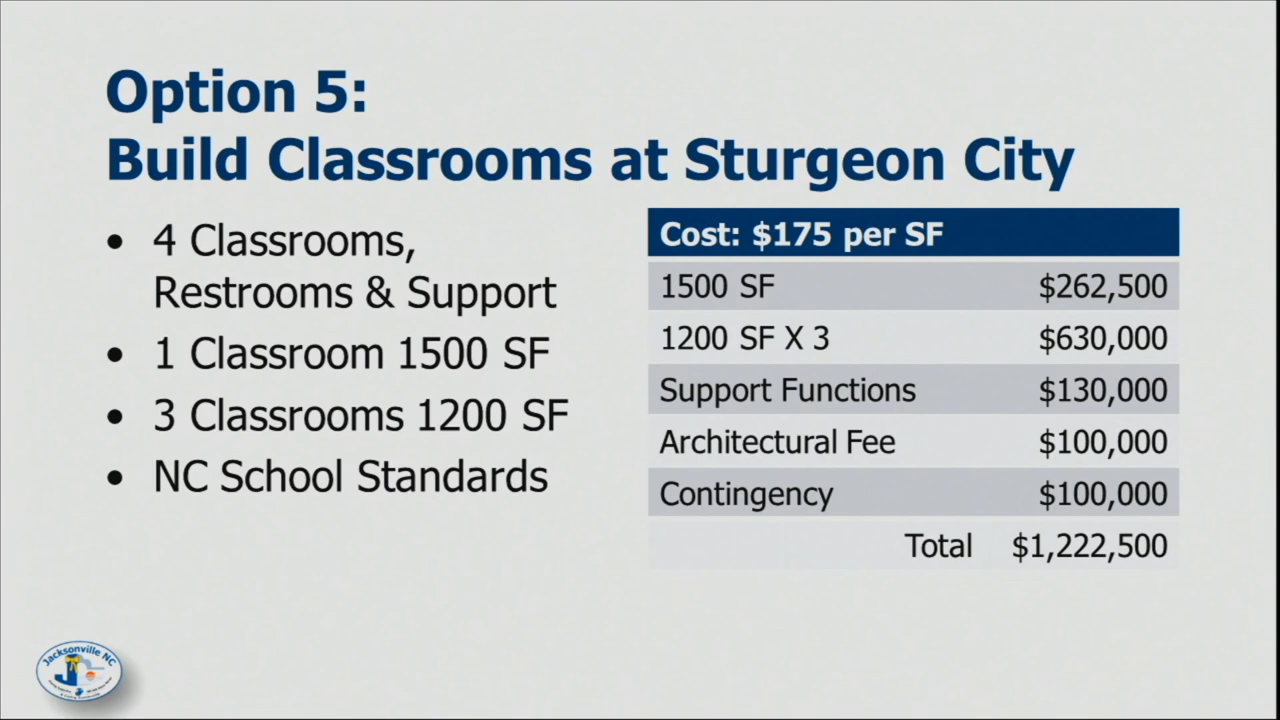 Option 5:
Build Classrooms at Sturgeon City
• 4 Classrooms,
Restrooms & Support
• 1 Classroom 1500 SF
• 3 Classrooms 1200 SF
• NC School Standards
Cost: $175 per SF
1500 SF $262,500
1200 SF X 3 $630,000
Support Functions $130,000
Architectural Fee $100,000
Contingency $100,000
Total $1,222,500
Jacksonville NC